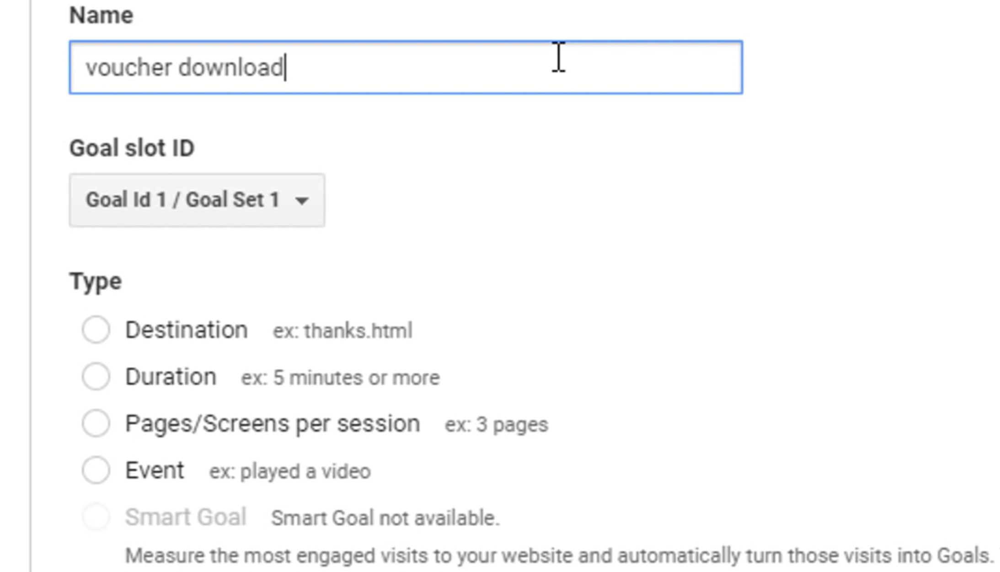 Name
voucher download
Goal slot ID
Goal Id 1 / Goal Set 1
Type
Destination ex: thanks.html
Duration ex: 5 minutes or more
Pages/Screens per session ex: 3 pages
Event ex: played a video
Smart Goal Smart Goal not available.
Measure the most engaged visits to your website and automatically turn those visits into Goals.